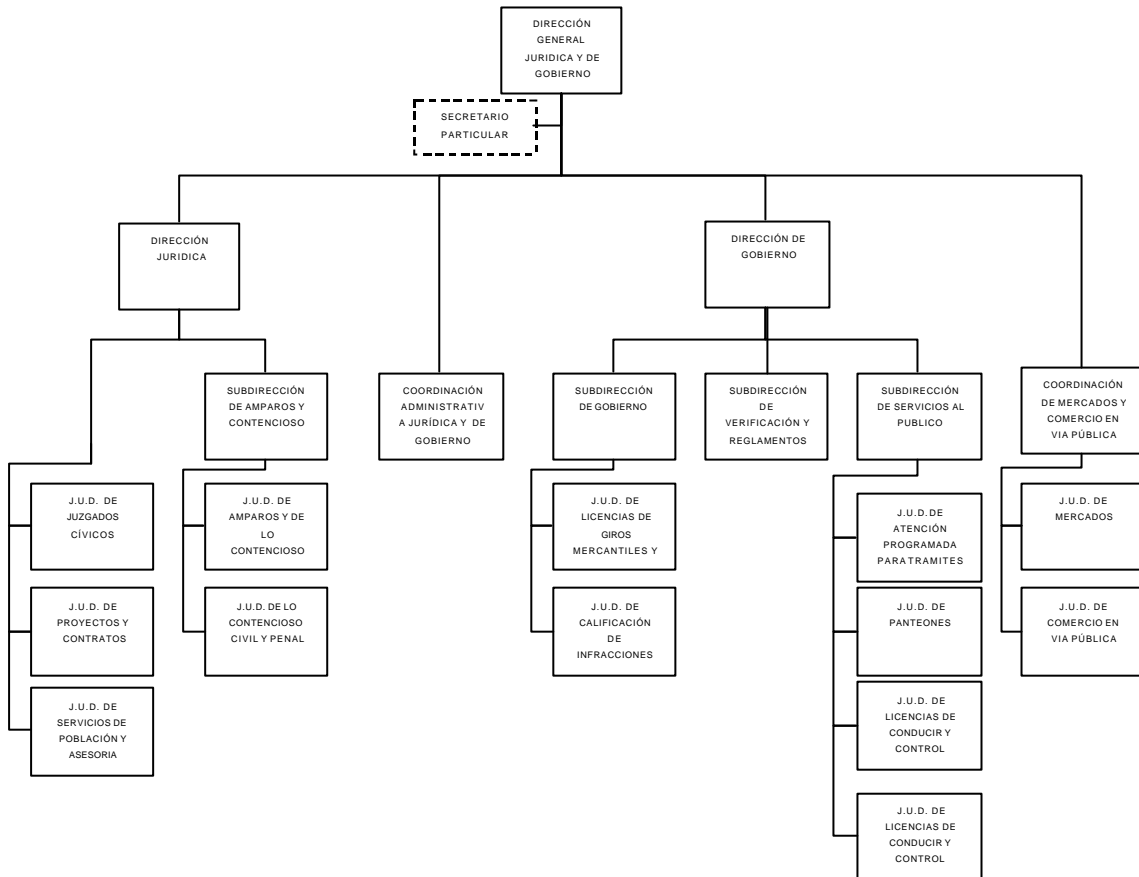 DIRECCIÓN
GENERAL
JURIDICA Y DE
GOBIERNO
SECRETARIO
PARTICULAR
DIRECCIÓN
JURIDICA
DIRECCIÓN DE
GOBIERNO
SUBDIRECCIÓN
DE AMPAROS Y
CONTENCIOSO
COORDINACIÓN
ADMINISTRATIV
A JURÍDICA Y DE
GOBIERNO
SUBDIRECCIÓN
DE GOBIERNO
SUBDIRECCIÓN
DE
VERIFICACIÓN Y
REGLAMENTOS
SUBDIRECCIÓN
DE SERVICIOS AL
PUBLICO
COORDINACIÓN
DE MERCADOS Y
COMERCIO EN
VIA PÚBLICA
J.U.D. DE
JUZGADOS
CÍVICOS
J.U.D. DE
AMPAROS Y DE
LO
CONTENCIOSO
J.U.D. DE
LICENCIAS DE
GIROS
MERCANTILES Y
J.U.D. DE
ATENCIÓN
PROGRAMADA
PARA TRAMITES
J.U.D. DE
MERCADOS
J.U.D. DE
PROYECTOS Y
CONTRATOS
J.U.D. DE LO
CONTENCIOSO
CIVIL Y PENAL
J.U.D. DE
CALIFICACIÓN
DE
INFRACCIONES
J.U.D. DE
PANTEONES
J.U.D. DE
COMERCIO EN
VIA PÚBLICA
J.U.D. DE
SERVICIOS DE
POBLACIÓN Y
ASESORIA
J.U.D. DE
LICENCIAS DE
CONDUCIR Y
CONTROL
J.U.D. DE
LICENCIAS DE
CONDUCIR Y
CONTROL